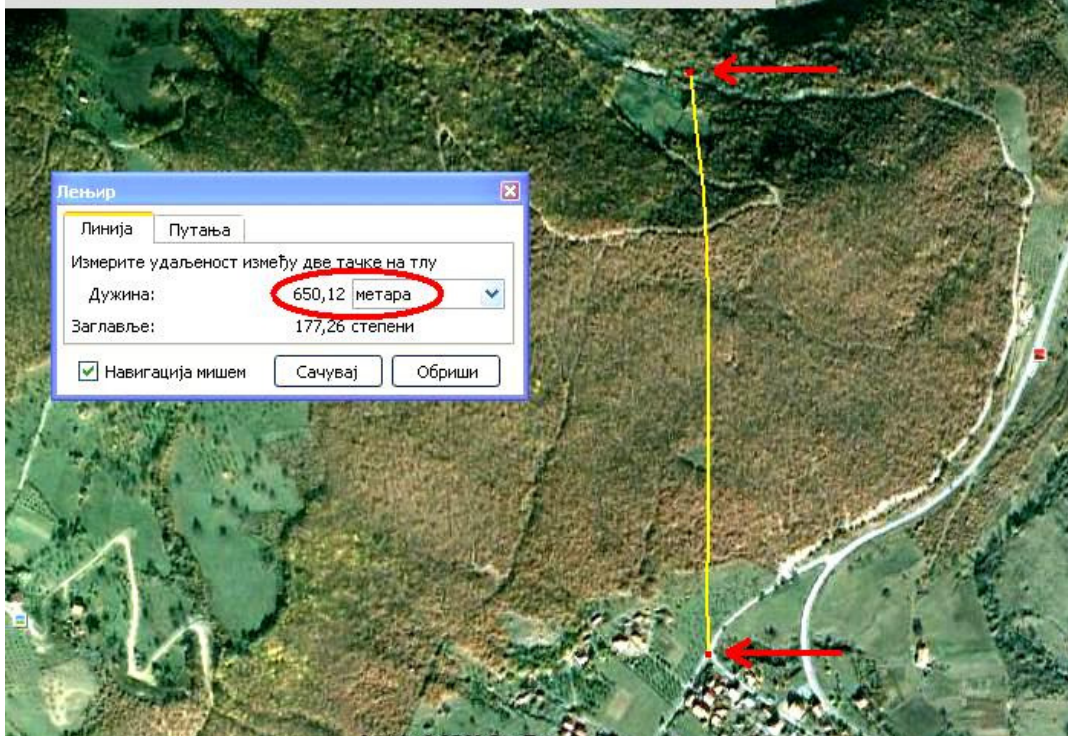 Лењир
Линија Путања
Измерите удаљеност између две тачке на тлу
Дужина: 650,12 метара
Заглавље: 177,26 степени
Навигација мишем Сачувај Обриши